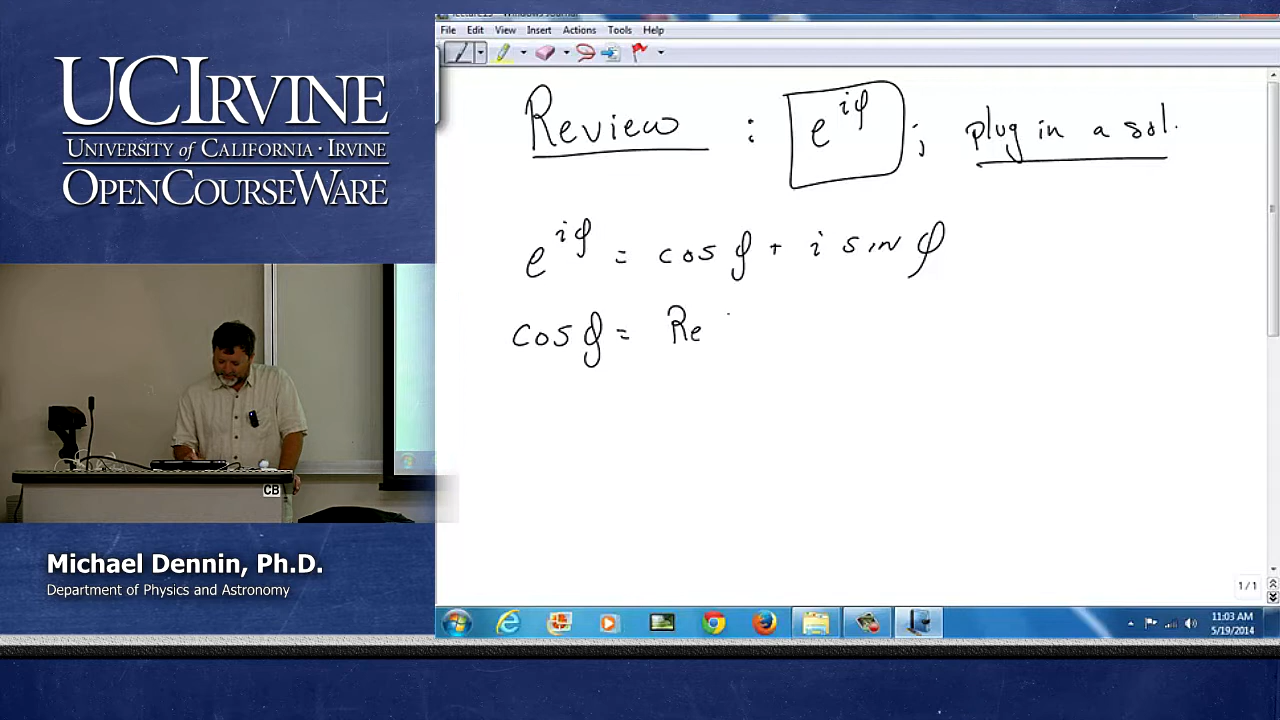 UCIRVINE
UNIVERSITY of CALIFORNIA · IRVINE
OPENCOURSEWARE
CB
Michael Dennin, Ph.D.
Department of Physics and Astronomy
File Edit View Insert Actions Tools Help
Review : e^{iφ} ; plug in a sol.
e^{iφ} = cos φ + i sin φ
cos φ = Re
1/1
11:03 AM
5/19/2014